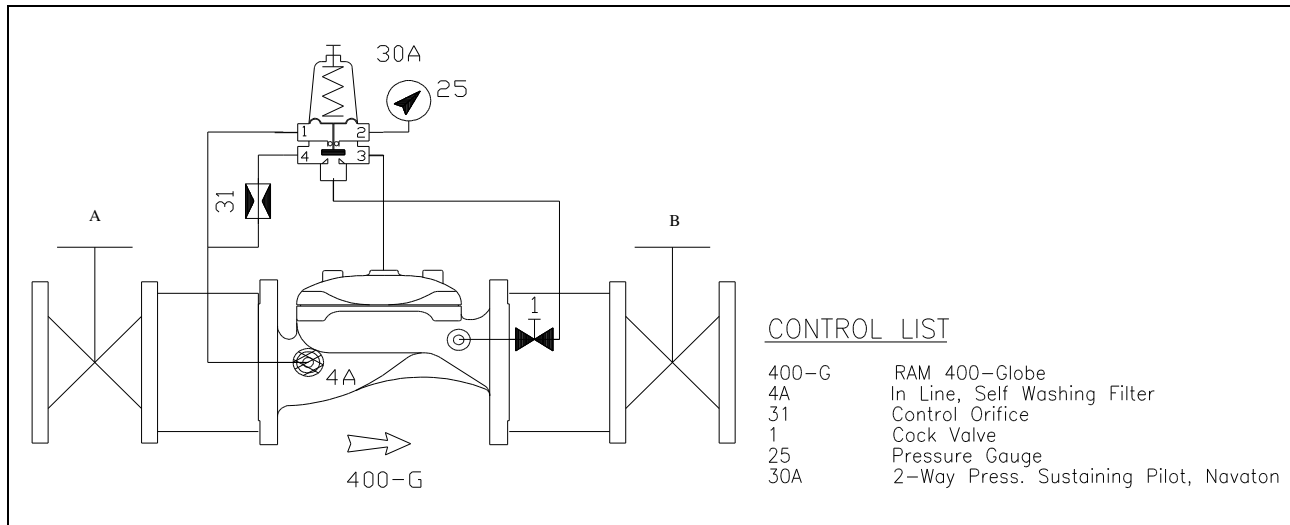 30A
25
1 2
4 3
31
A
B
1
4A
400-G
CONTROL LIST
400-G RAM 400-Globe
4A In Line, Self Washing Filter
31 Control Orifice
1 Cock Valve
25 Pressure Gauge
30A 2-Way Press. Sustaining Pilot, Navaton